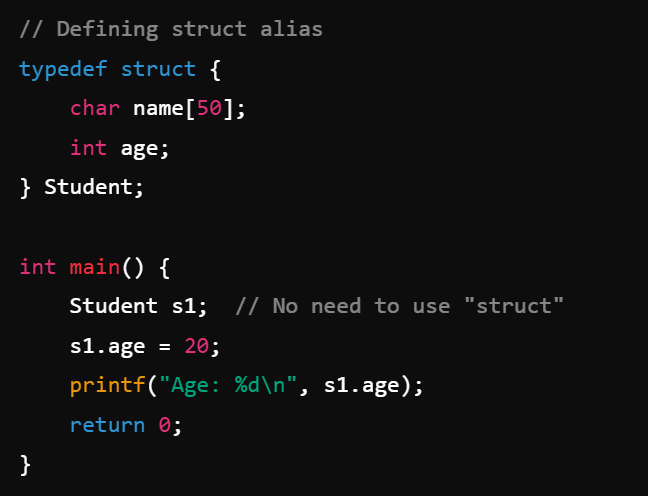 // Defining struct alias
typedef struct {
    char name[50];
    int age;
} Student;

int main() {
    Student s1;  // No need to use "struct"
    s1.age = 20;
    printf("Age: %d\n", s1.age);
    return 0;
}